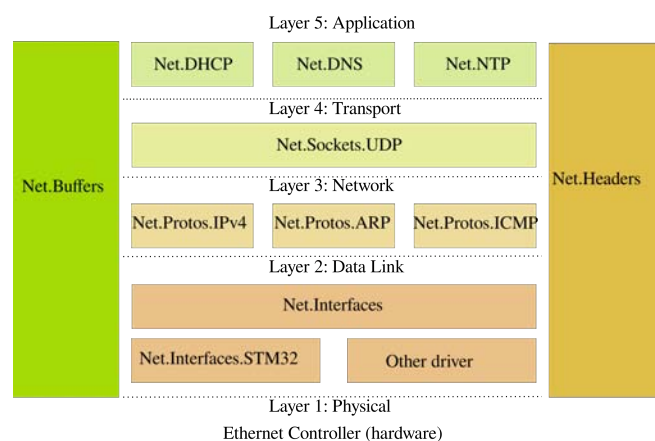 Layer 5: Application
Net.DHCP
Net.DNS
Net.NTP
Layer 4: Transport
Net.Sockets.UDP
Net.Buffers
Layer 3: Network
Net.Headers
Net.Protos.IPv4
Net.Protos.ARP
Net.Protos.ICMP
Layer 2: Data Link
Net.Interfaces
Net.Interfaces.STM32
Other driver
Layer 1: Physical
Ethernet Controller (hardware)